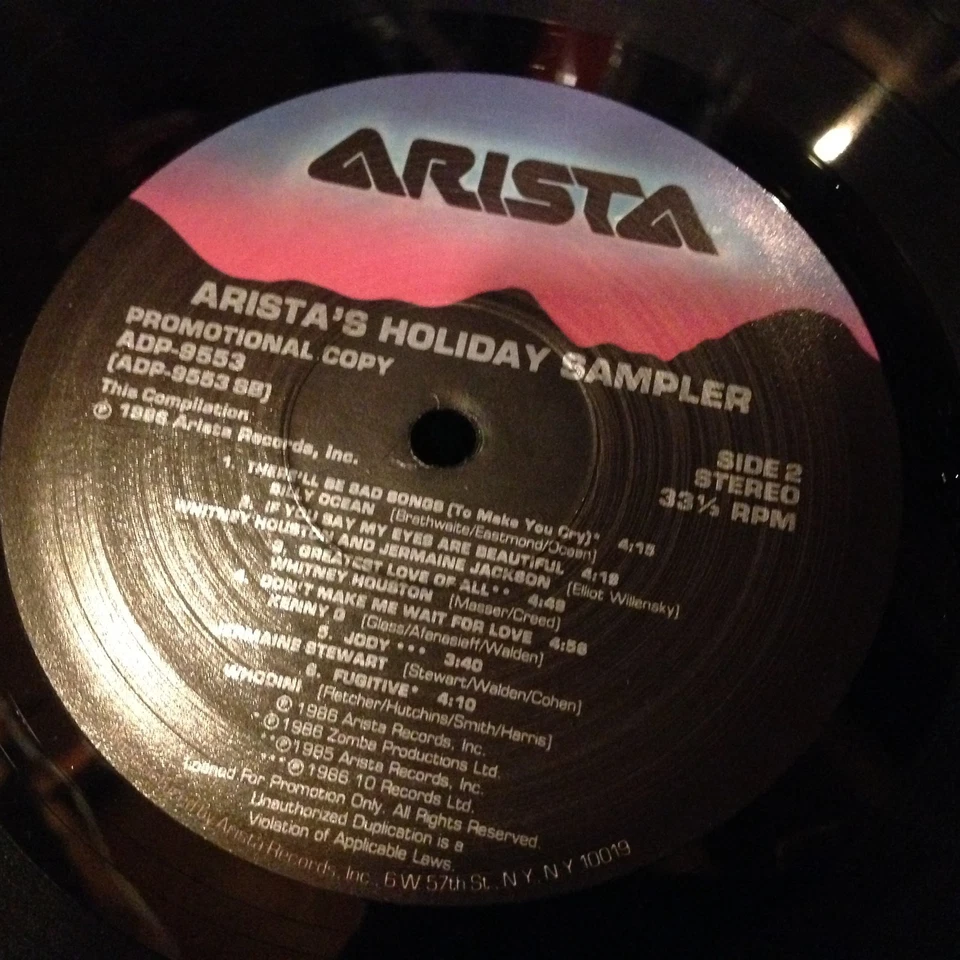 ARISTA
ARISTA'S HOLIDAY SAMPLER
PROMOTIONAL COPY
ADP-9553
(ADP-9553 SB)
This Compilation
℗ 1986 Arista Records, Inc.
SIDE 2
STEREO
33⅓ RPM
1. THERE'LL BE SAD SONGS (To Make You Cry)* 4:15
BILLY OCEAN [Brathwaite/Eastmond/Ocean]
2. IF YOU SAY MY EYES ARE BEAUTIFUL 4:19
WHITNEY HOUSTON AND JERMAINE JACKSON [Elliot Willensky]
3. GREATEST LOVE OF ALL** 4:49
WHITNEY HOUSTON [Masser/Creed]
4. DON'T MAKE ME WAIT FOR LOVE 4:56
KENNY G [Glass/Afanasieff/Walden]
5. JODY *** 3:40
JERMAINE STEWART [Stewart/Walden/Cohen]
6. FUGITIVE* 4:10
WHODINI [Fletcher/Hutchins/Smith/Harris]
℗ 1986 Arista Records, Inc.
*℗ 1986 Zomba Productions Ltd.
**℗ 1985 Arista Records, Inc.
***℗ 1986 10 Records Ltd.
Loaned For Promotion Only. All Rights Reserved
Unauthorized Duplication is a
Violation of Applicable Laws.
by Arista Records, Inc., 6 W 57th St., N.Y. N.Y. 10019